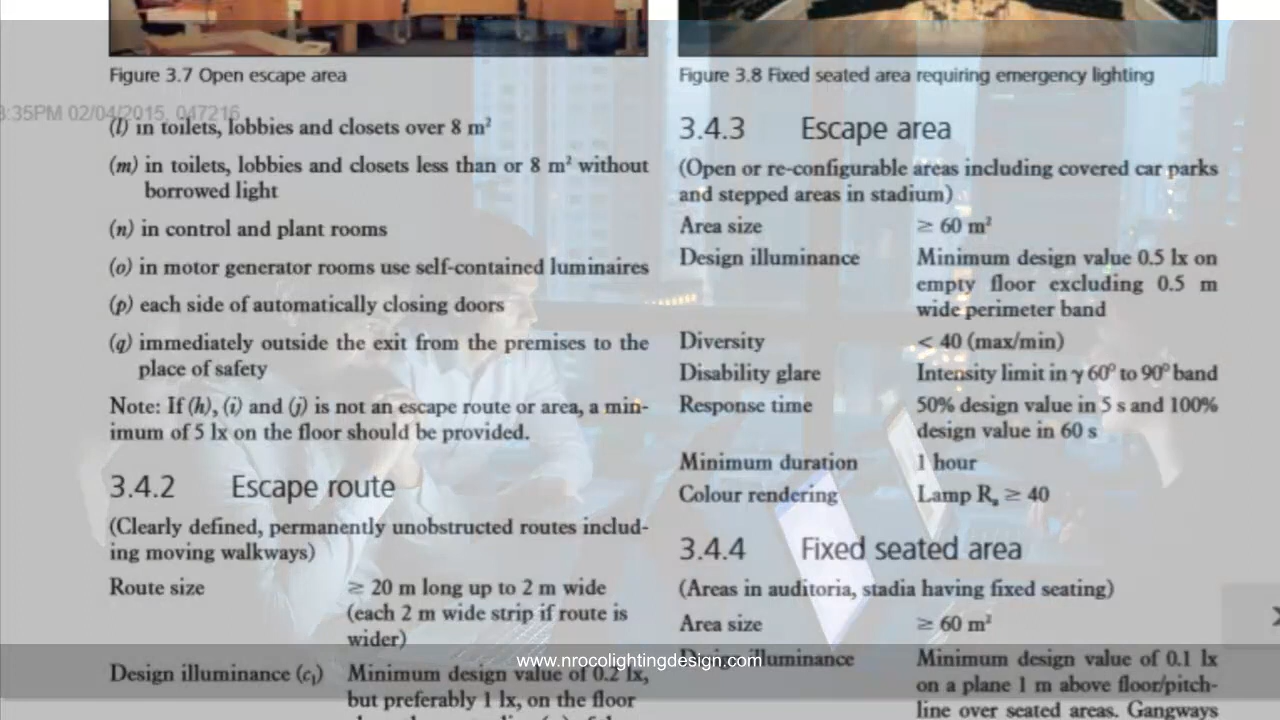 Figure 3.7 Open escape area
8:35PM 02/04/2015, 047216
(l) in toilets, lobbies and closets over 8 m²
(m) in toilets, lobbies and closets less than or 8 m² without
borrowed light
(n) in control and plant rooms
(o) in motor generator rooms use self-contained luminaires
(p) each side of automatically closing doors
(q) immediately outside the exit from the premises to the
place of safety
Note: If (h), (i) and (j) is not an escape route or area, a min-
imum of 5 lx on the floor should be provided.
3.4.2 Escape route
(Clearly defined, permanently unobstructed routes includ-
ing moving walkways)
Route size ≥ 20 m long up to 2 m wide
(each 2 m wide strip if route is
wider)
Design illuminance (c₁) Minimum design value of 0.2 lx,
but preferably 1 lx, on the floor
Figure 3.8 Fixed seated area requiring emergency lighting
3.4.3 Escape area
(Open or re-configurable areas including covered car parks
and stepped areas in stadium)
Area size ≥ 60 m²
Design illuminance Minimum design value 0.5 lx on
empty floor excluding 0.5 m
wide perimeter band
Diversity < 40 (max/min)
Disability glare Intensity limit in γ 60° to 90° band
Response time 50% design value in 5 s and 100%
design value in 60 s
Minimum duration 1 hour
Colour rendering Lamp Rₐ ≥ 40
3.4.4 Fixed seated area
(Areas in auditoria, stadia having fixed seating)
Area size ≥ 60 m²
Design illuminance Minimum design value of 0.1 lx
on a plane 1 m above floor/pitch-
line over seated areas. Gangways
www.nrocolightingdesign.com